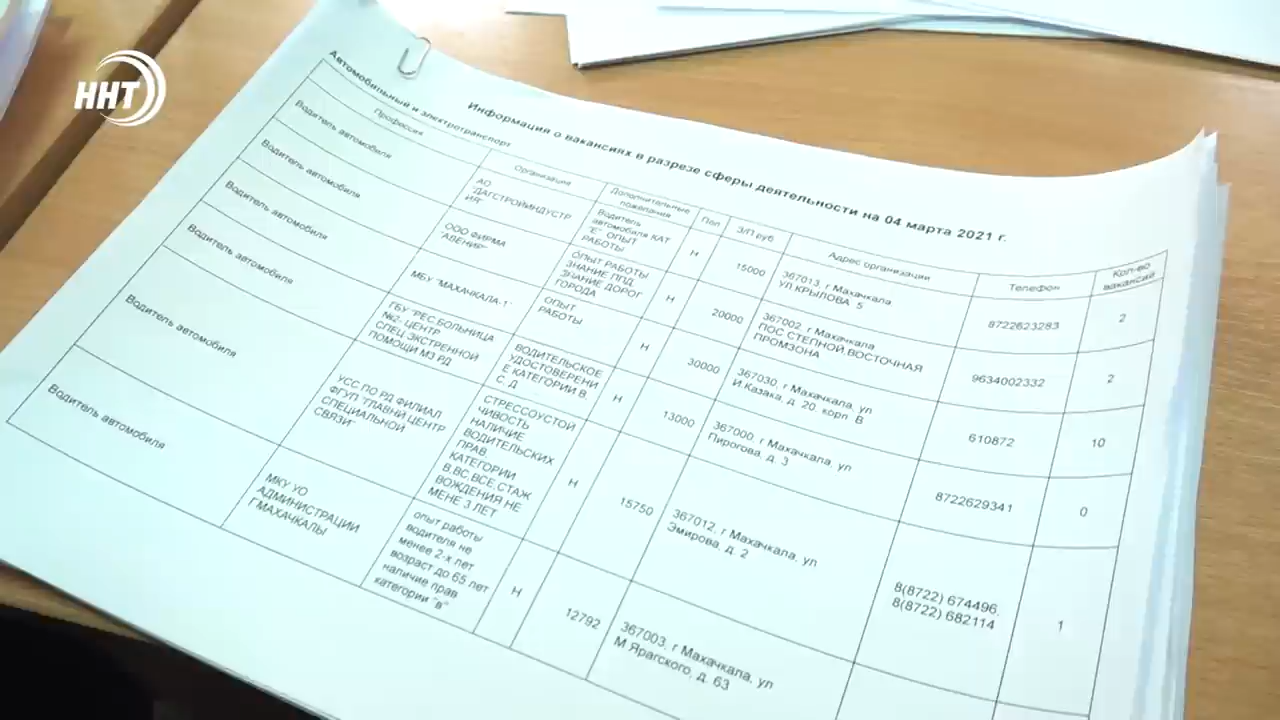 ННТ
Информация о вакансиях в разрезе сферы деятельности на 04 марта 2021 г.
Автомобильный и электротранспорт
Профессия
Организация
Дополнительные
пожелания
Пол
З/П руб
Адрес организации
Телефон
Кол-во
вакансий
Водитель автомобиля
АО
"ДАГСТРОЙИНДУСТР
ИЯ"
Водитель
автомобиля КАТ
"Е" ОПЫТ
РАБОТЫ
Н
15000
367013, г Махачкала
УЛ.КРЫЛОВА. 5
8722623283
2
Водитель автомобиля
ООО ФИРМА
"АВЕНИР"
ОПЫТ РАБОТЫ
ЗНАНИЕ ПДД
ЗНАНИЕ ДОРОГ
ГОРОДА
Н
20000
367002, г Махачкала
ПОС СТЕПНОЙ,ВОСТОЧНАЯ
ПРОМЗОНА
9634002332
2
Водитель автомобиля
МБУ "МАХАЧКАЛА-1"
ОПЫТ
РАБОТЫ
Н
30000
367030, г Махачкала, ул
И.Казака, д. 20, корп. В
610872
10
Водитель автомобиля
ГБУ "РЕС.БОЛЬНИЦА
№2- ЦЕНТР
СПЕЦ ЭКСТРЕННОЙ
ПОМОЩИ МЗ РД
ВОДИТЕЛЬСКОЕ
УДОСТОВЕРЕНИ
Е КАТЕГОРИИ В
С, Д
Н
13000
367000, г Махачкала, ул
Пирогова, д. 3
8722629341
0
Водитель автомобиля
УСС ПО РД ФИЛИАЛ
ФГУП "ГЛАВНЙ ЦЕНТР
СПЕЦИАЛЬНОЙ
СВЯЗИ"
СТРЕССОУСТОЙ
ЧИВОСТЬ
НАЛИЧИЕ
ВОДИТЕЛЬСКИХ
ПРАВ.
КАТЕГОРИИ
В,ВС,ВСЕ,СТАЖ
ВОЖДЕНИЯ НЕ
МЕНЕ 3 ЛЕТ
Н
15750
367012, г Махачкала, ул
Эмирова, д. 2
8(8722) 674496,
8(8722) 682114
1
Водитель автомобиля
МКУ УО
АДМИНИСТРАЦИИ
Г.МАХАЧКАЛЫ
опыт работы
водителя не
менее 2-х лет
возраст до 65 лет
наличие прав
категории "в"
Н
12792
367003, г Махачкала, ул
М Ярагского, д. 63